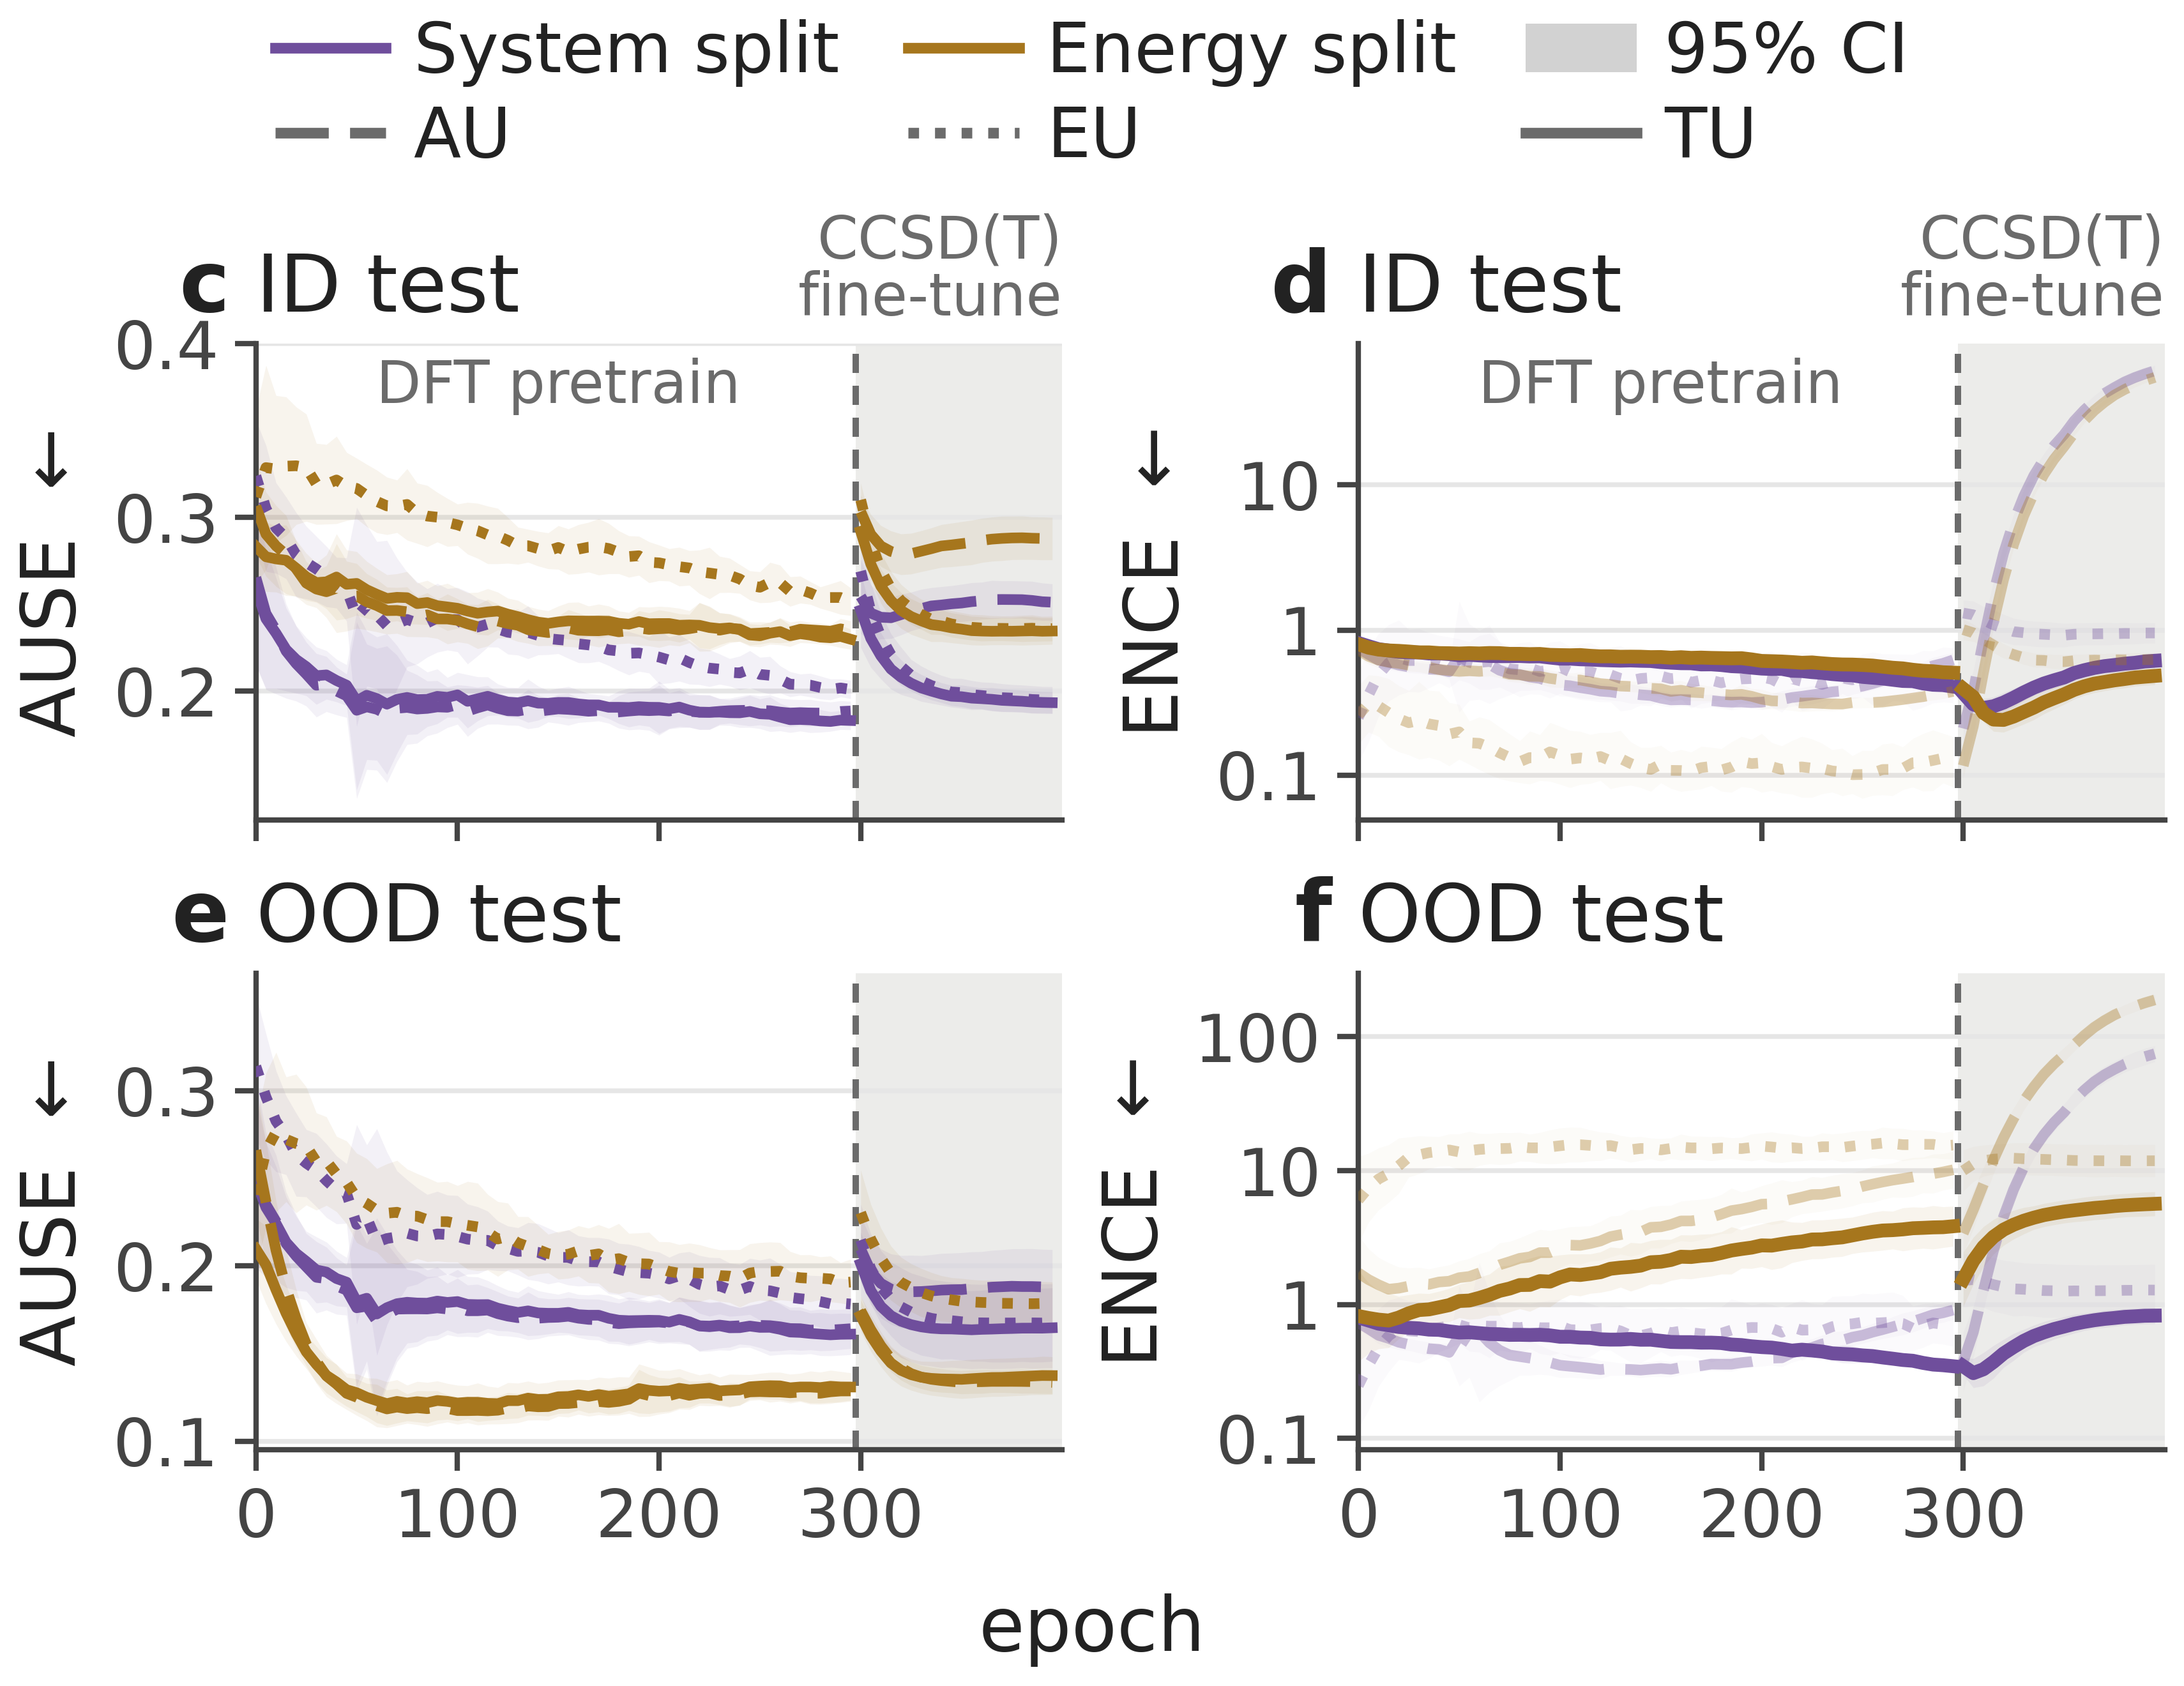 System split Energy split 95% CI
AU EU TU
c ID test CCSD(T) fine-tune
DFT pretrain
AUSE ←
0.4
0.3
0.2
d ID test CCSD(T) fine-tune
DFT pretrain
ENCE ←
10
1
0.1
e OOD test
AUSE ←
0.3
0.2
0.1
0 100 200 300
f OOD test
ENCE ←
100
10
1
0.1
0 100 200 300
epoch